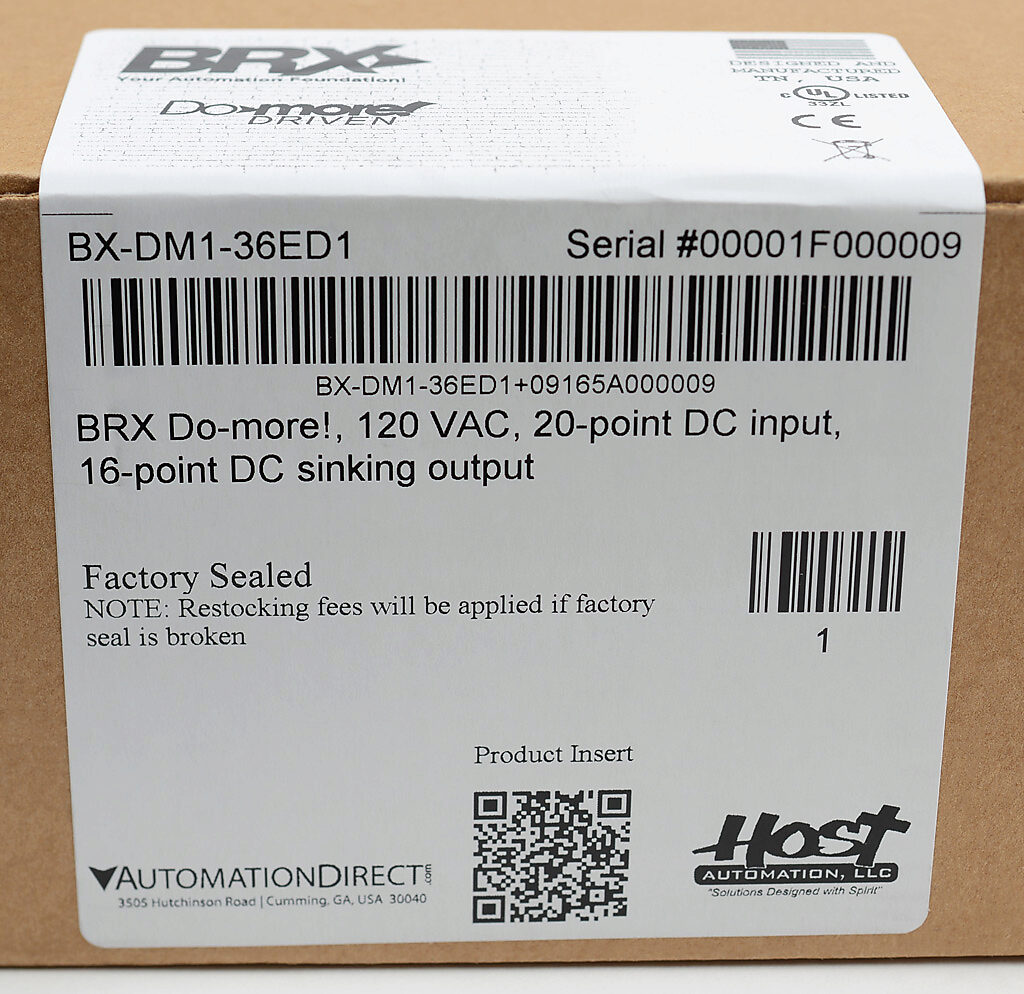 BRX
Your Automation Foundation!
Do-more!
DRIVEN
DESIGNED AND
MANUFACTURED
TN, USA
C UL LISTED
33ZL
CE
BX-DM1-36ED1 Serial #00001F000009
BX-DM1-36ED1+09165A000009
BRX Do-more!, 120 VAC, 20-point DC input,
16-point DC sinking output
Factory Sealed
NOTE: Restocking fees will be applied if factory
seal is broken
1
Product Insert
AUTOMATIONDIRECT.com
3505 Hutchinson Road | Cumming, GA, USA 30040
HOST
AUTOMATION, LLC
"Solutions Designed with Spirit"